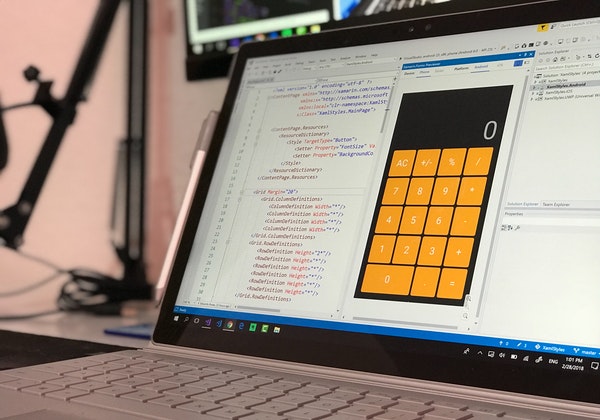 <?xml version="1.0" encoding="utf-8" ?>
<ContentPage xmlns="http://xamarin.com
xmlns:x="http://schemas.microsoft
xmlns:local="clr-namespace:XamlSt
x:Class="XamlStyles.MainPage">
<ContentPage.Resources>
<ResourceDictionary>
<Style TargetType="Button">
<Setter Property="FontSize" Va
<Setter Property="BackgroundCo
</Style>
</ResourceDictionary>
</ContentPage.Resources>
<Grid Margin="20">
<Grid.ColumnDefinitions>
<ColumnDefinition Width="*"/>
<ColumnDefinition Width="*"/>
<ColumnDefinition Width="*"/>
<ColumnDefinition Width="*"/>
</Grid.ColumnDefinitions>
<Grid.RowDefinitions>
<RowDefinition Height="2*"/>
<RowDefinition Height="*"/>
<RowDefinition Height="*"/>
<RowDefinition Height="*"/>
<RowDefinition Height="*"/>
<RowDefinition Height="*"/>
</Grid.RowDefinitions>
Phone
Platform:
Android
0
AC +/- % /
7 8 9 *
4 5 6 -
1 2 3 +
0 . =
Solution Explorer
XamlStyles.Android
XamlStyles.iOS
Solution Explorer Team Explorer
Properties
XamlStyles
master
ENG
1:01 PM
2/28/2018